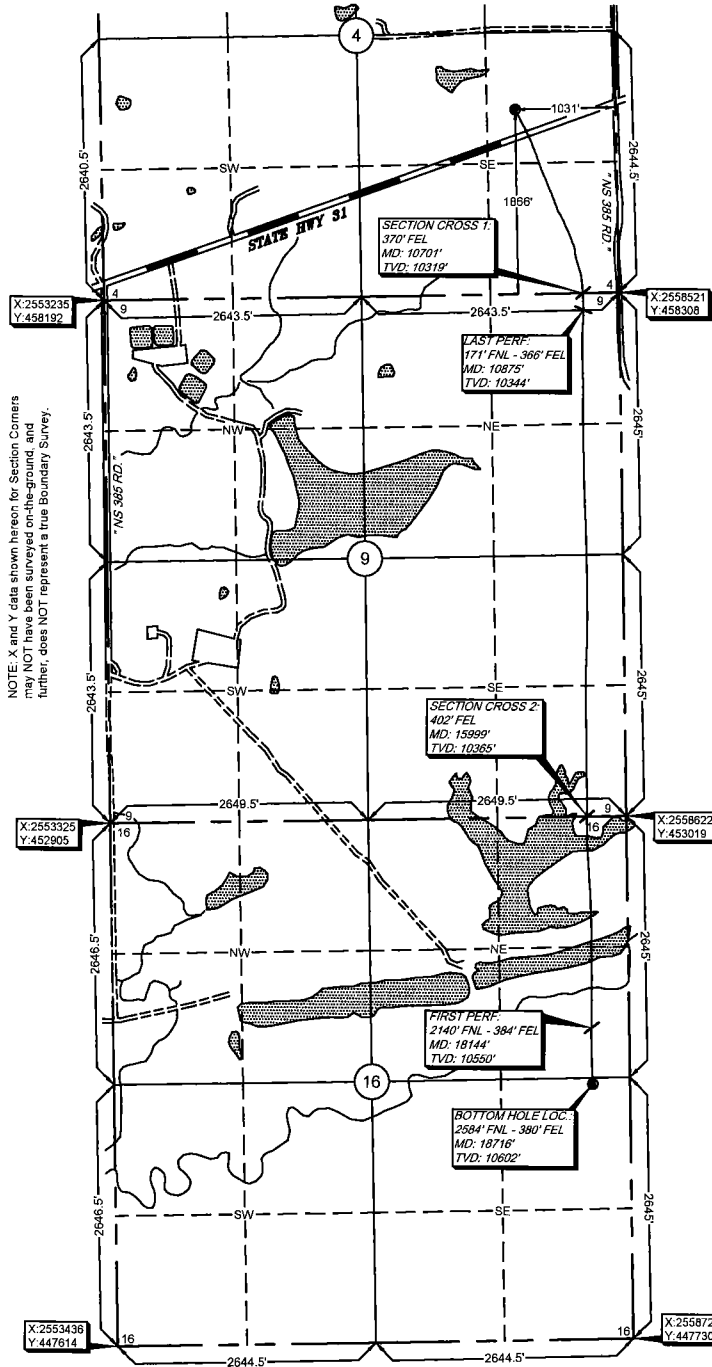 4
1031'
2640.5'
2644.5'
SW
SE
"NS 385 RD."
1866'
STATE HWY 31
SECTION CROSS 1:
370' FEL
MD: 10701'
TVD: 10319'
X:2553235
Y:458192
4
9
2643.5'
2643.5'
4
9
X:2558521
Y:458308
LAST PERF:
171' FNL - 366' FEL
MD: 10875'
TVD: 10344'
NOTE: X and Y data shown hereon for Section Corners
may NOT have been surveyed on-the-ground, and
further, does NOT represent a true Boundary Survey.
2643.5'
2645'
NW
NE
"NS 385 RD."
9
2643.5'
2645'
SW
SE
SECTION CROSS 2:
402' FEL
MD: 15999'
TVD: 10365'
X:2553325
Y:452905
9
16
2649.5'
2649.5'
9
16
X:2558622
Y:453019
2646.5'
2645'
NW
NE
FIRST PERF:
2140' FNL - 384' FEL
MD: 18144'
TVD: 10550'
16
BOTTOM HOLE LOC.:
2584' FNL - 380' FEL
MD: 18716'
TVD: 10602'
2646.5'
2645'
SW
SE
X:2553436
Y:447614
16
2644.5'
2644.5'
16
X:255872
Y:447730